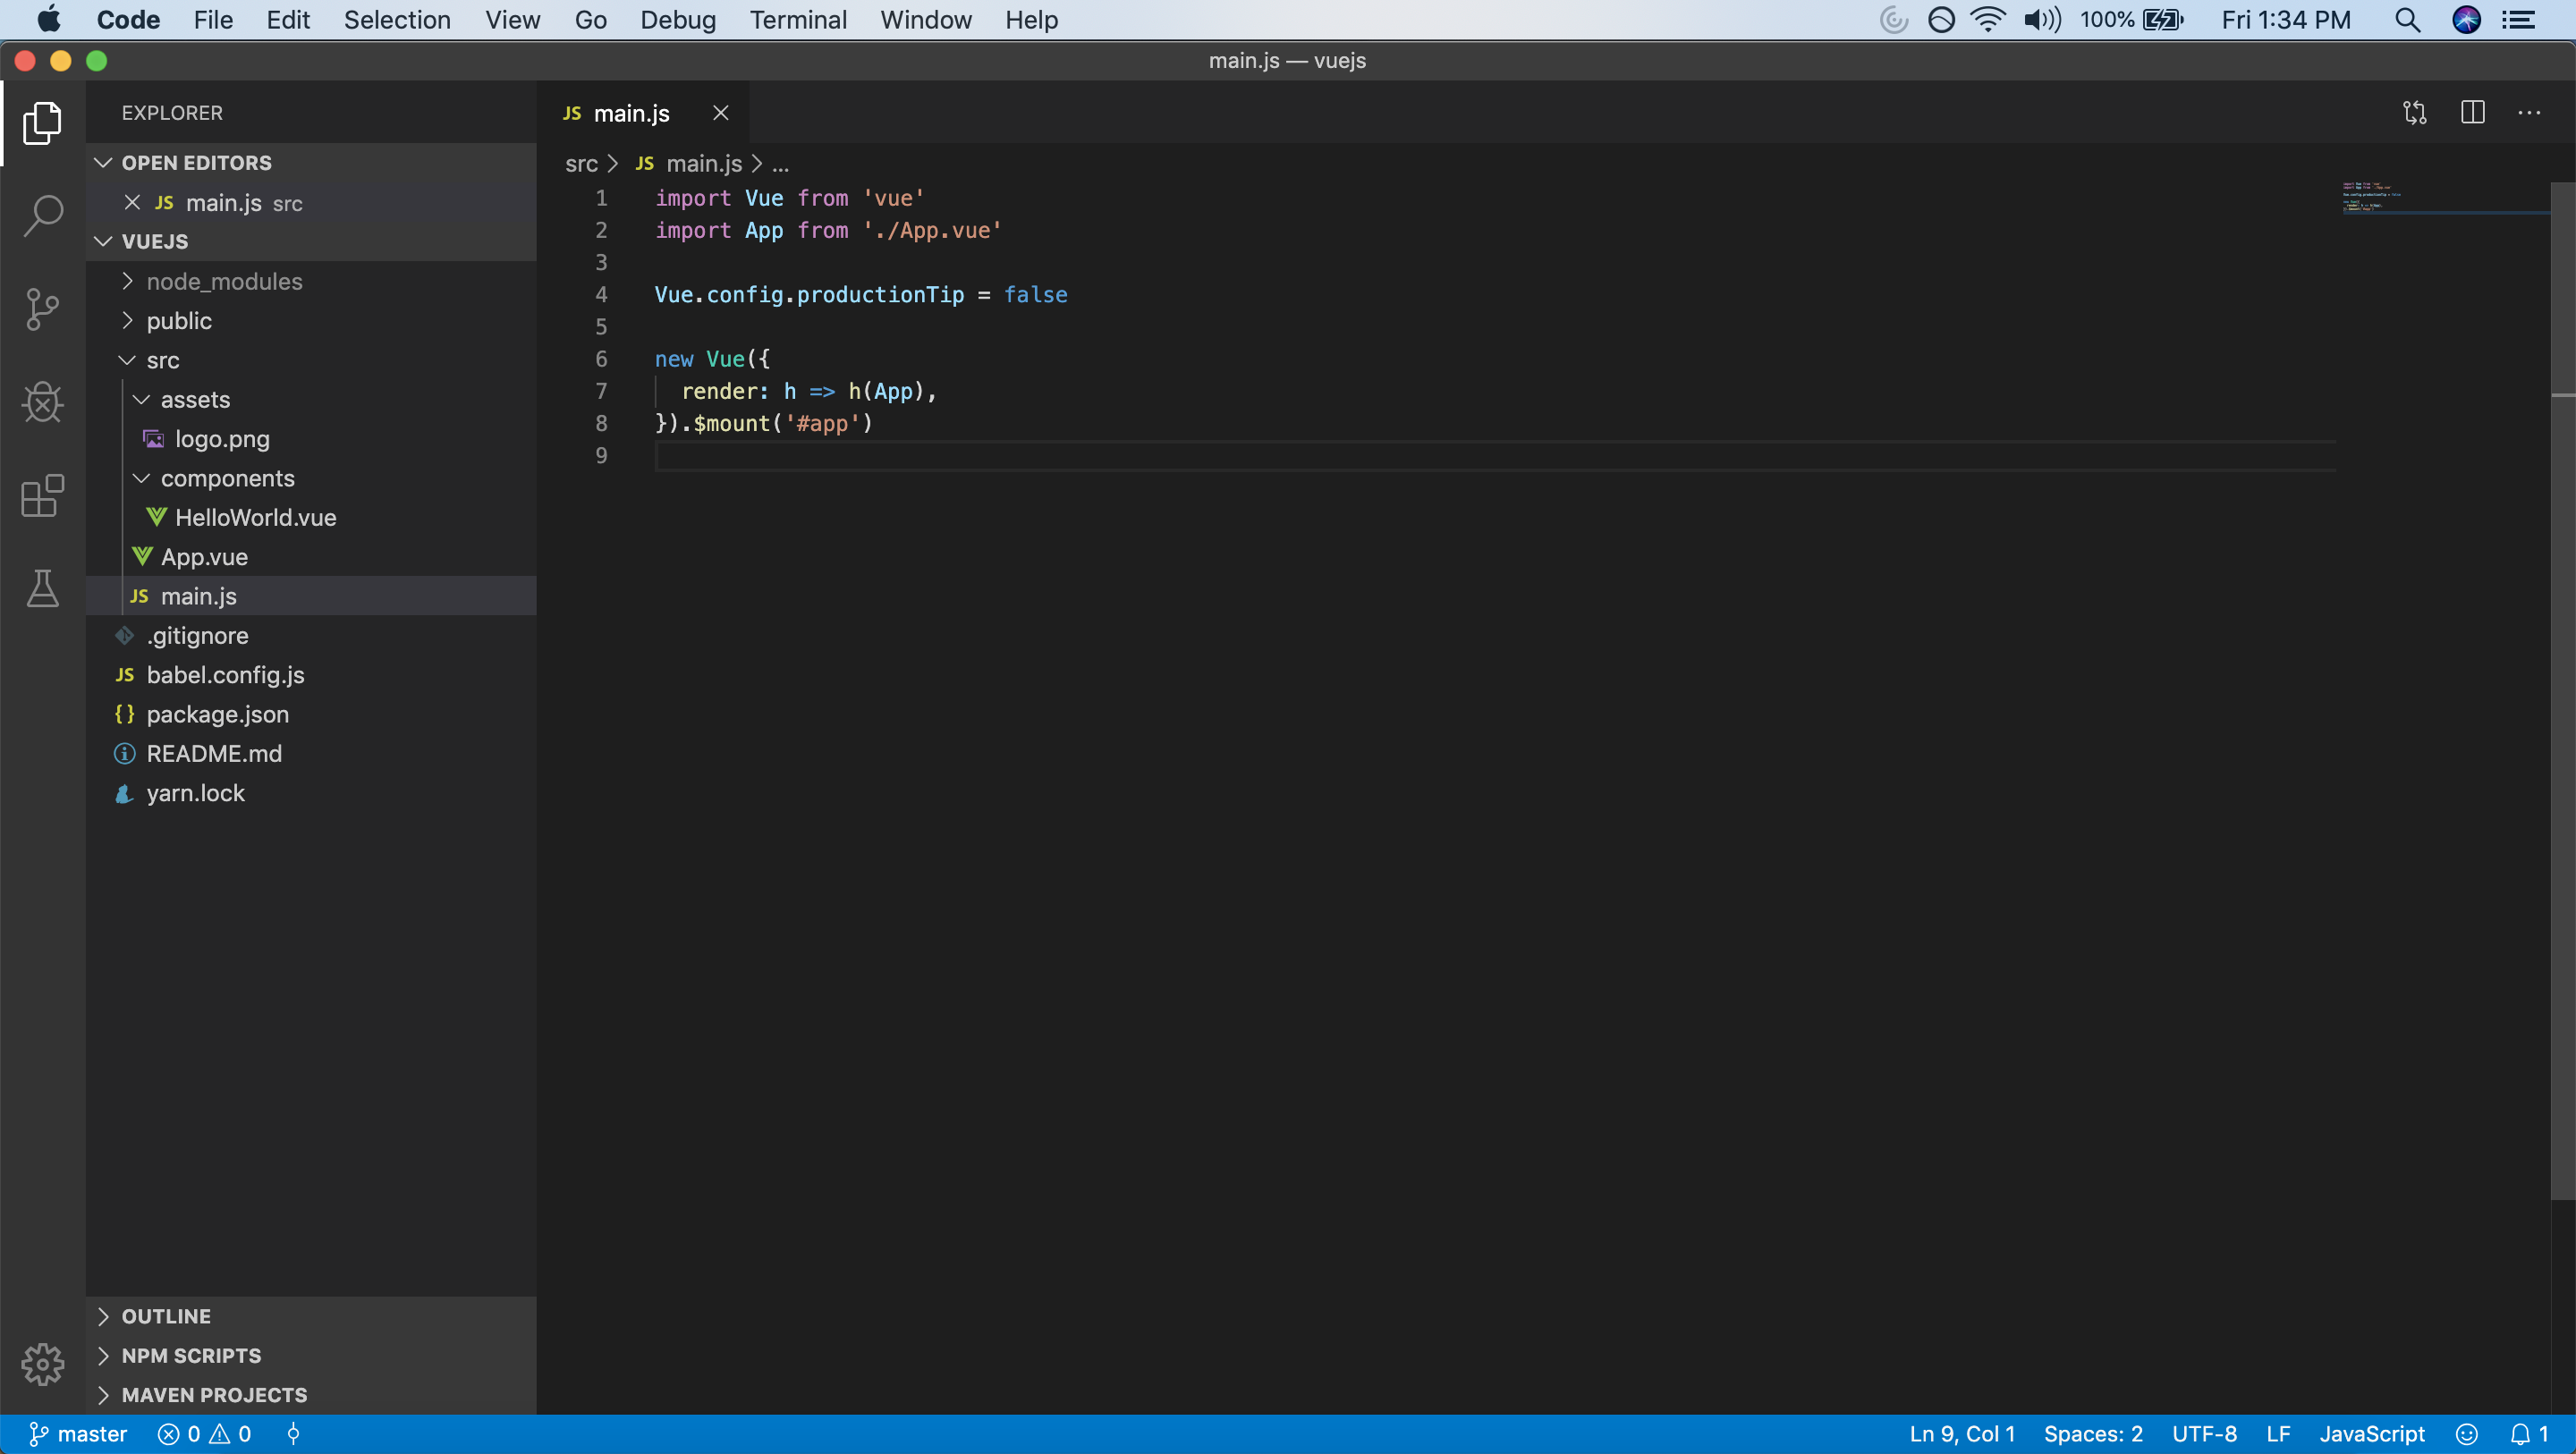 Code File Edit Selection View Go Debug Terminal Window Help 100% Fri 1:34 PM
main.js — vuejs
EXPLORER
OPEN EDITORS
JS main.js src
VUEJS
node_modules
public
src
assets
logo.png
components
HelloWorld.vue
App.vue
JS main.js
.gitignore
JS babel.config.js
{} package.json
README.md
yarn.lock
OUTLINE
NPM SCRIPTS
MAVEN PROJECTS
JS main.js
src > JS main.js > ...
1 import Vue from 'vue'
2 import App from './App.vue'
3
4 Vue.config.productionTip = false
5
6 new Vue({
7 render: h => h(App),
8 }).$mount('#app')
9
master 0 0 Ln 9, Col 1 Spaces: 2 UTF-8 LF JavaScript 1